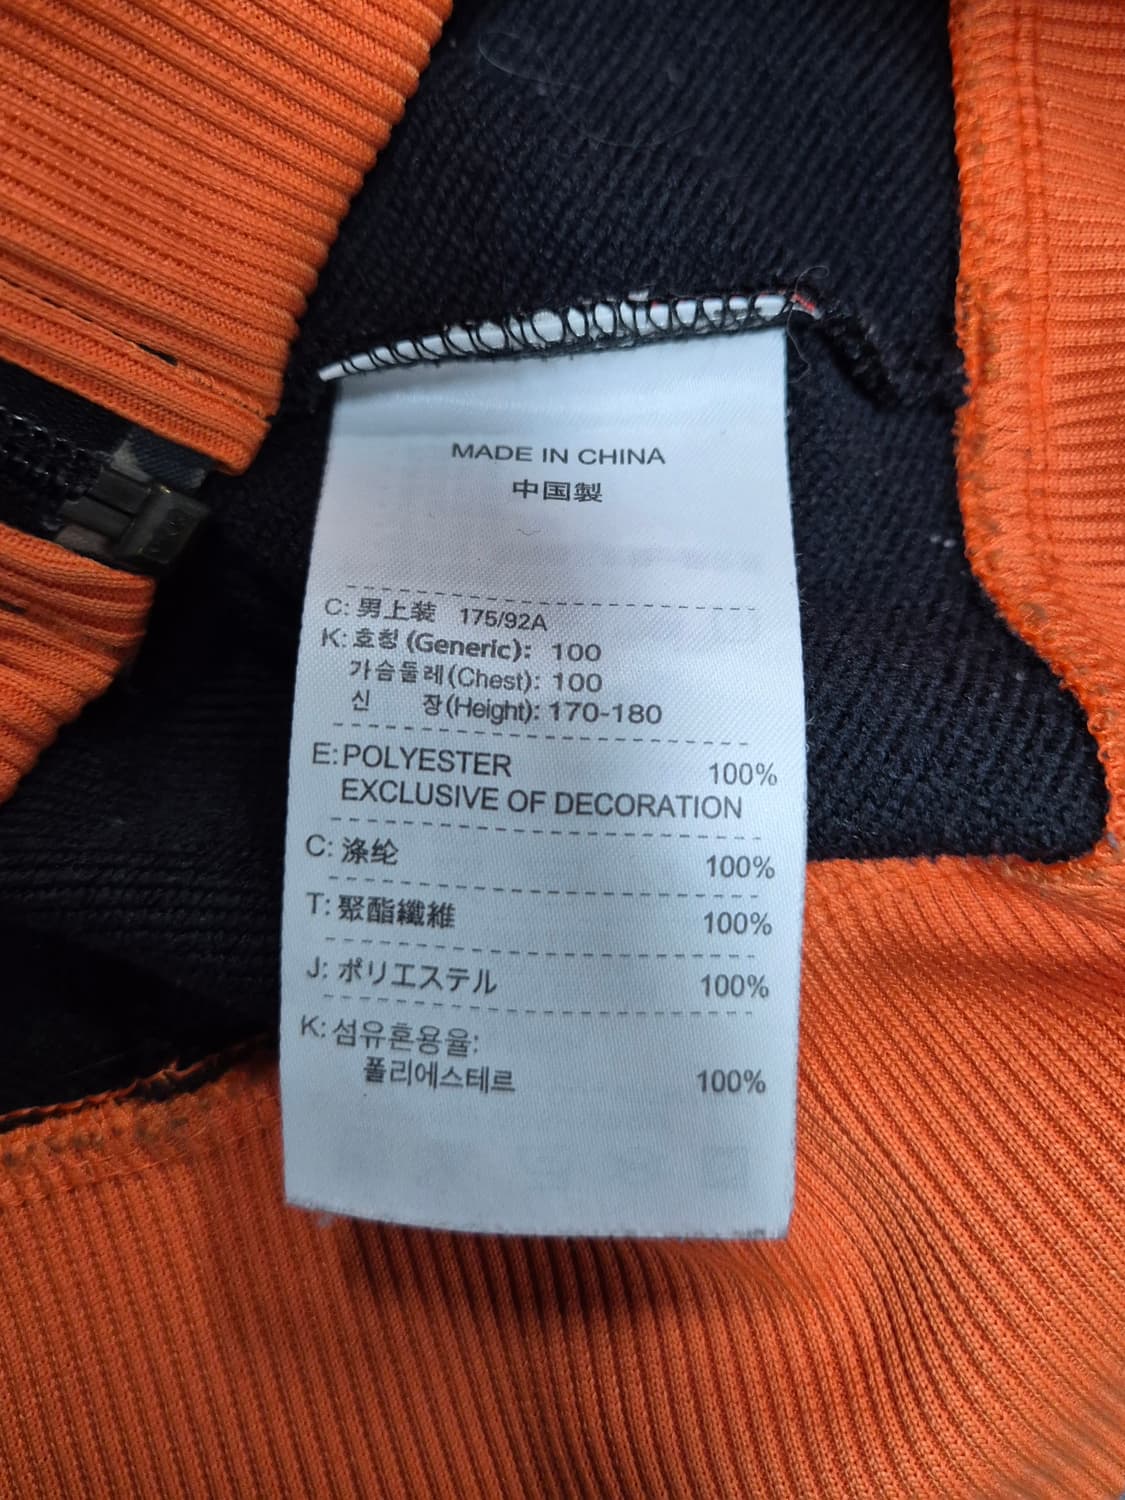 MADE IN CHINA
中国製
C: 男上装 175/92A
K: 호칭 (Generic): 100
가슴둘레(Chest): 100
신 장(Height): 170-180
E: POLYESTER 100%
EXCLUSIVE OF DECORATION
C: 涤纶 100%
T: 聚酯纖維 100%
J: ポリエステル 100%
K: 섬유혼용율:
폴리에스테르 100%